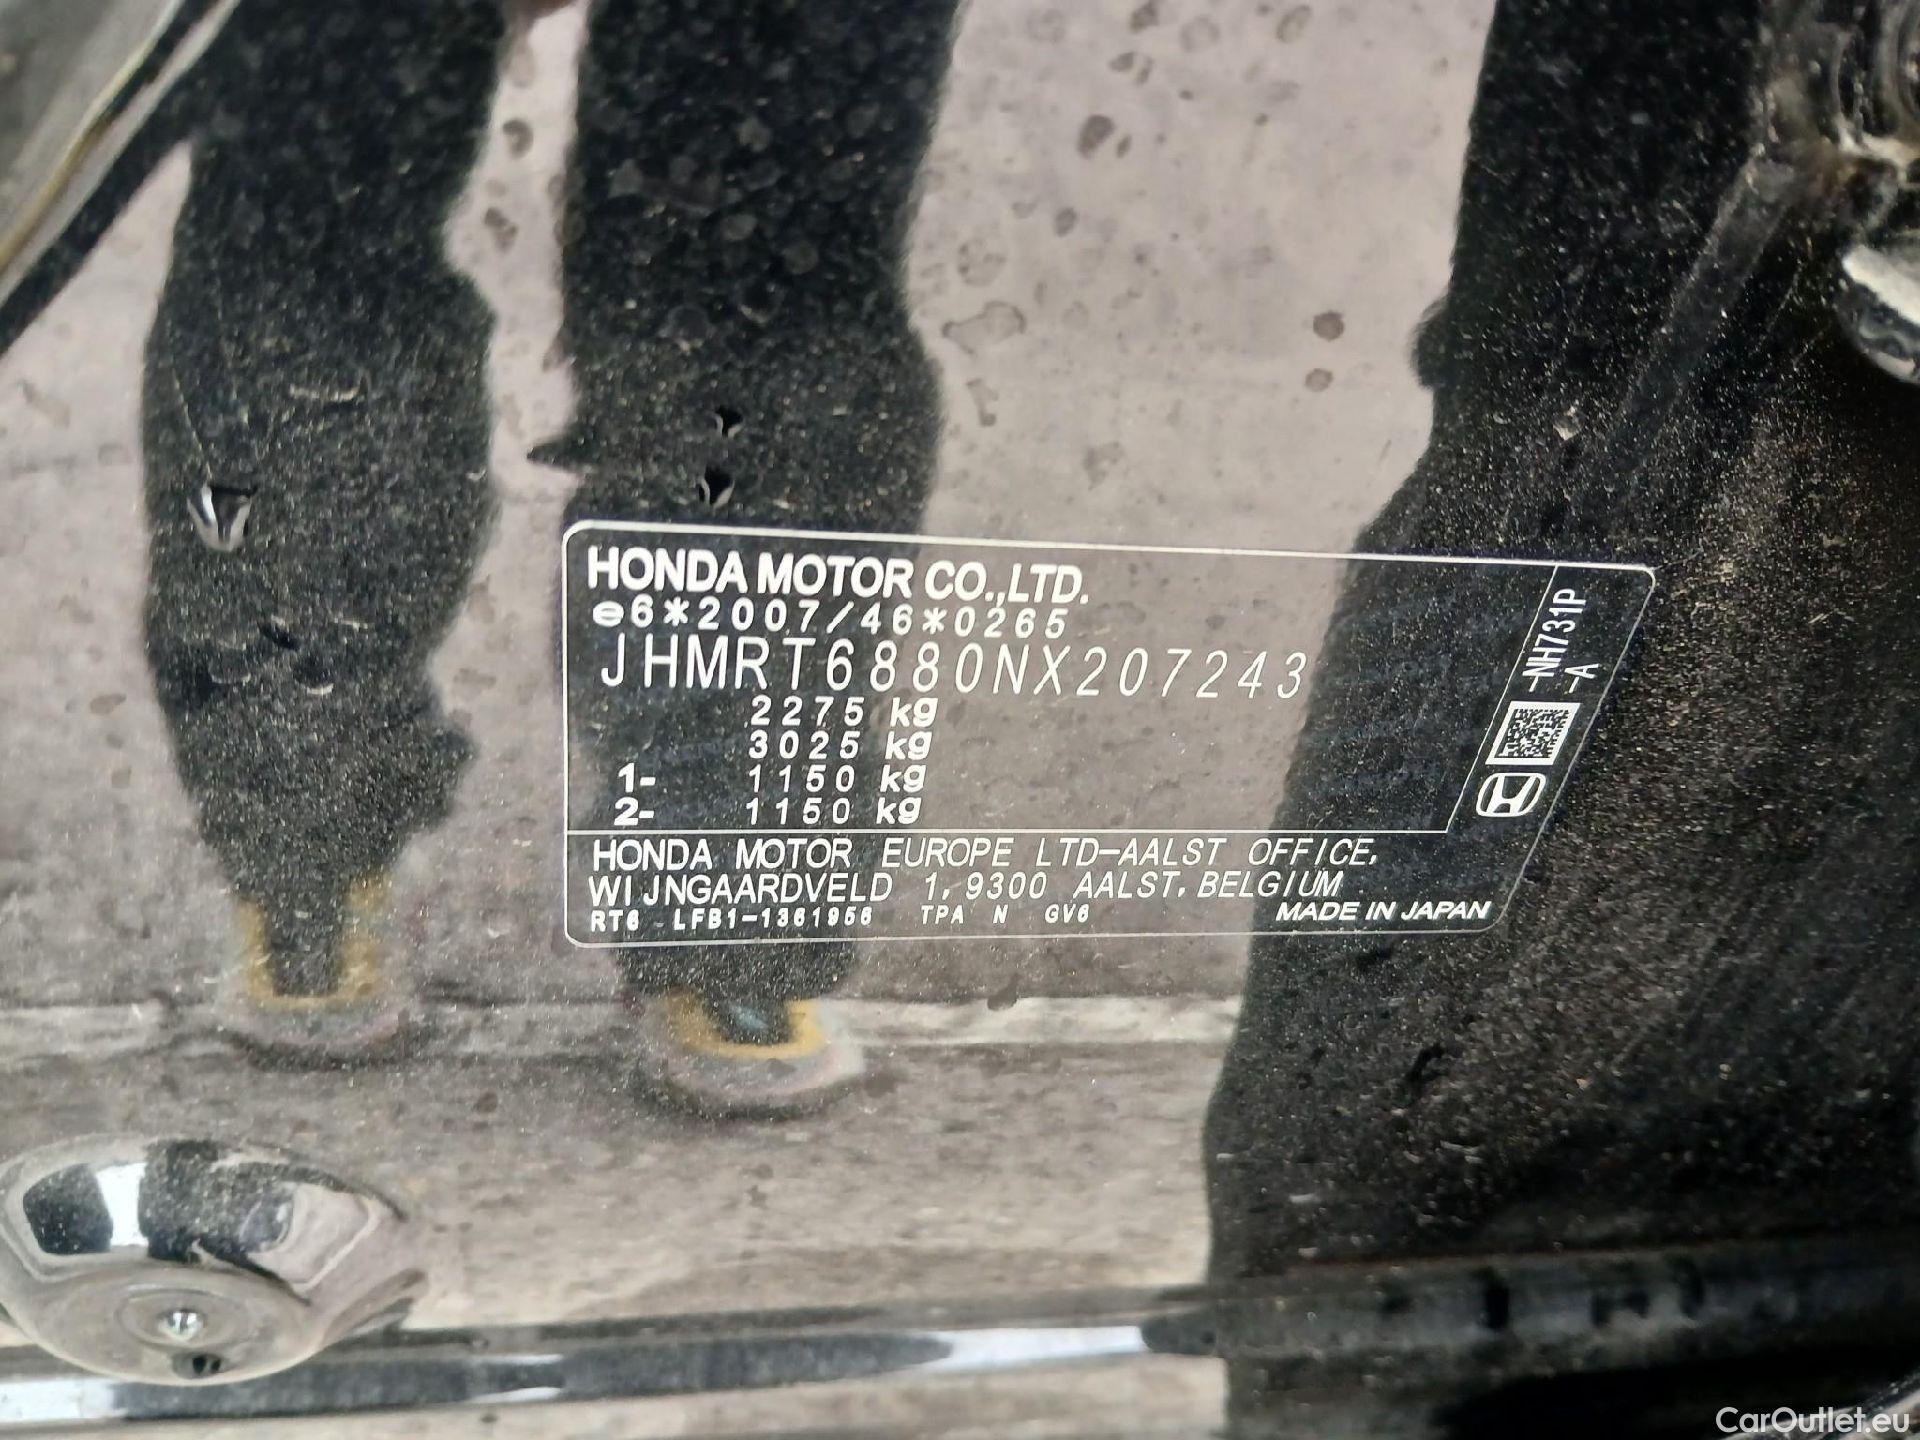 HONDA MOTOR CO.,LTD.
e6*2007/46*0265
JHMRT6880NX207243
2275 kg
3025 kg
1- 1150 kg
2- 1150 kg
-NH731P
-A
HONDA MOTOR EUROPE LTD-AALST OFFICE,
WIJNGAARDVELD 1, 9300 AALST, BELGIUM
RT6 LFB1-1361956 TPA N GV6 MADE IN JAPAN
CarOutlet.eu